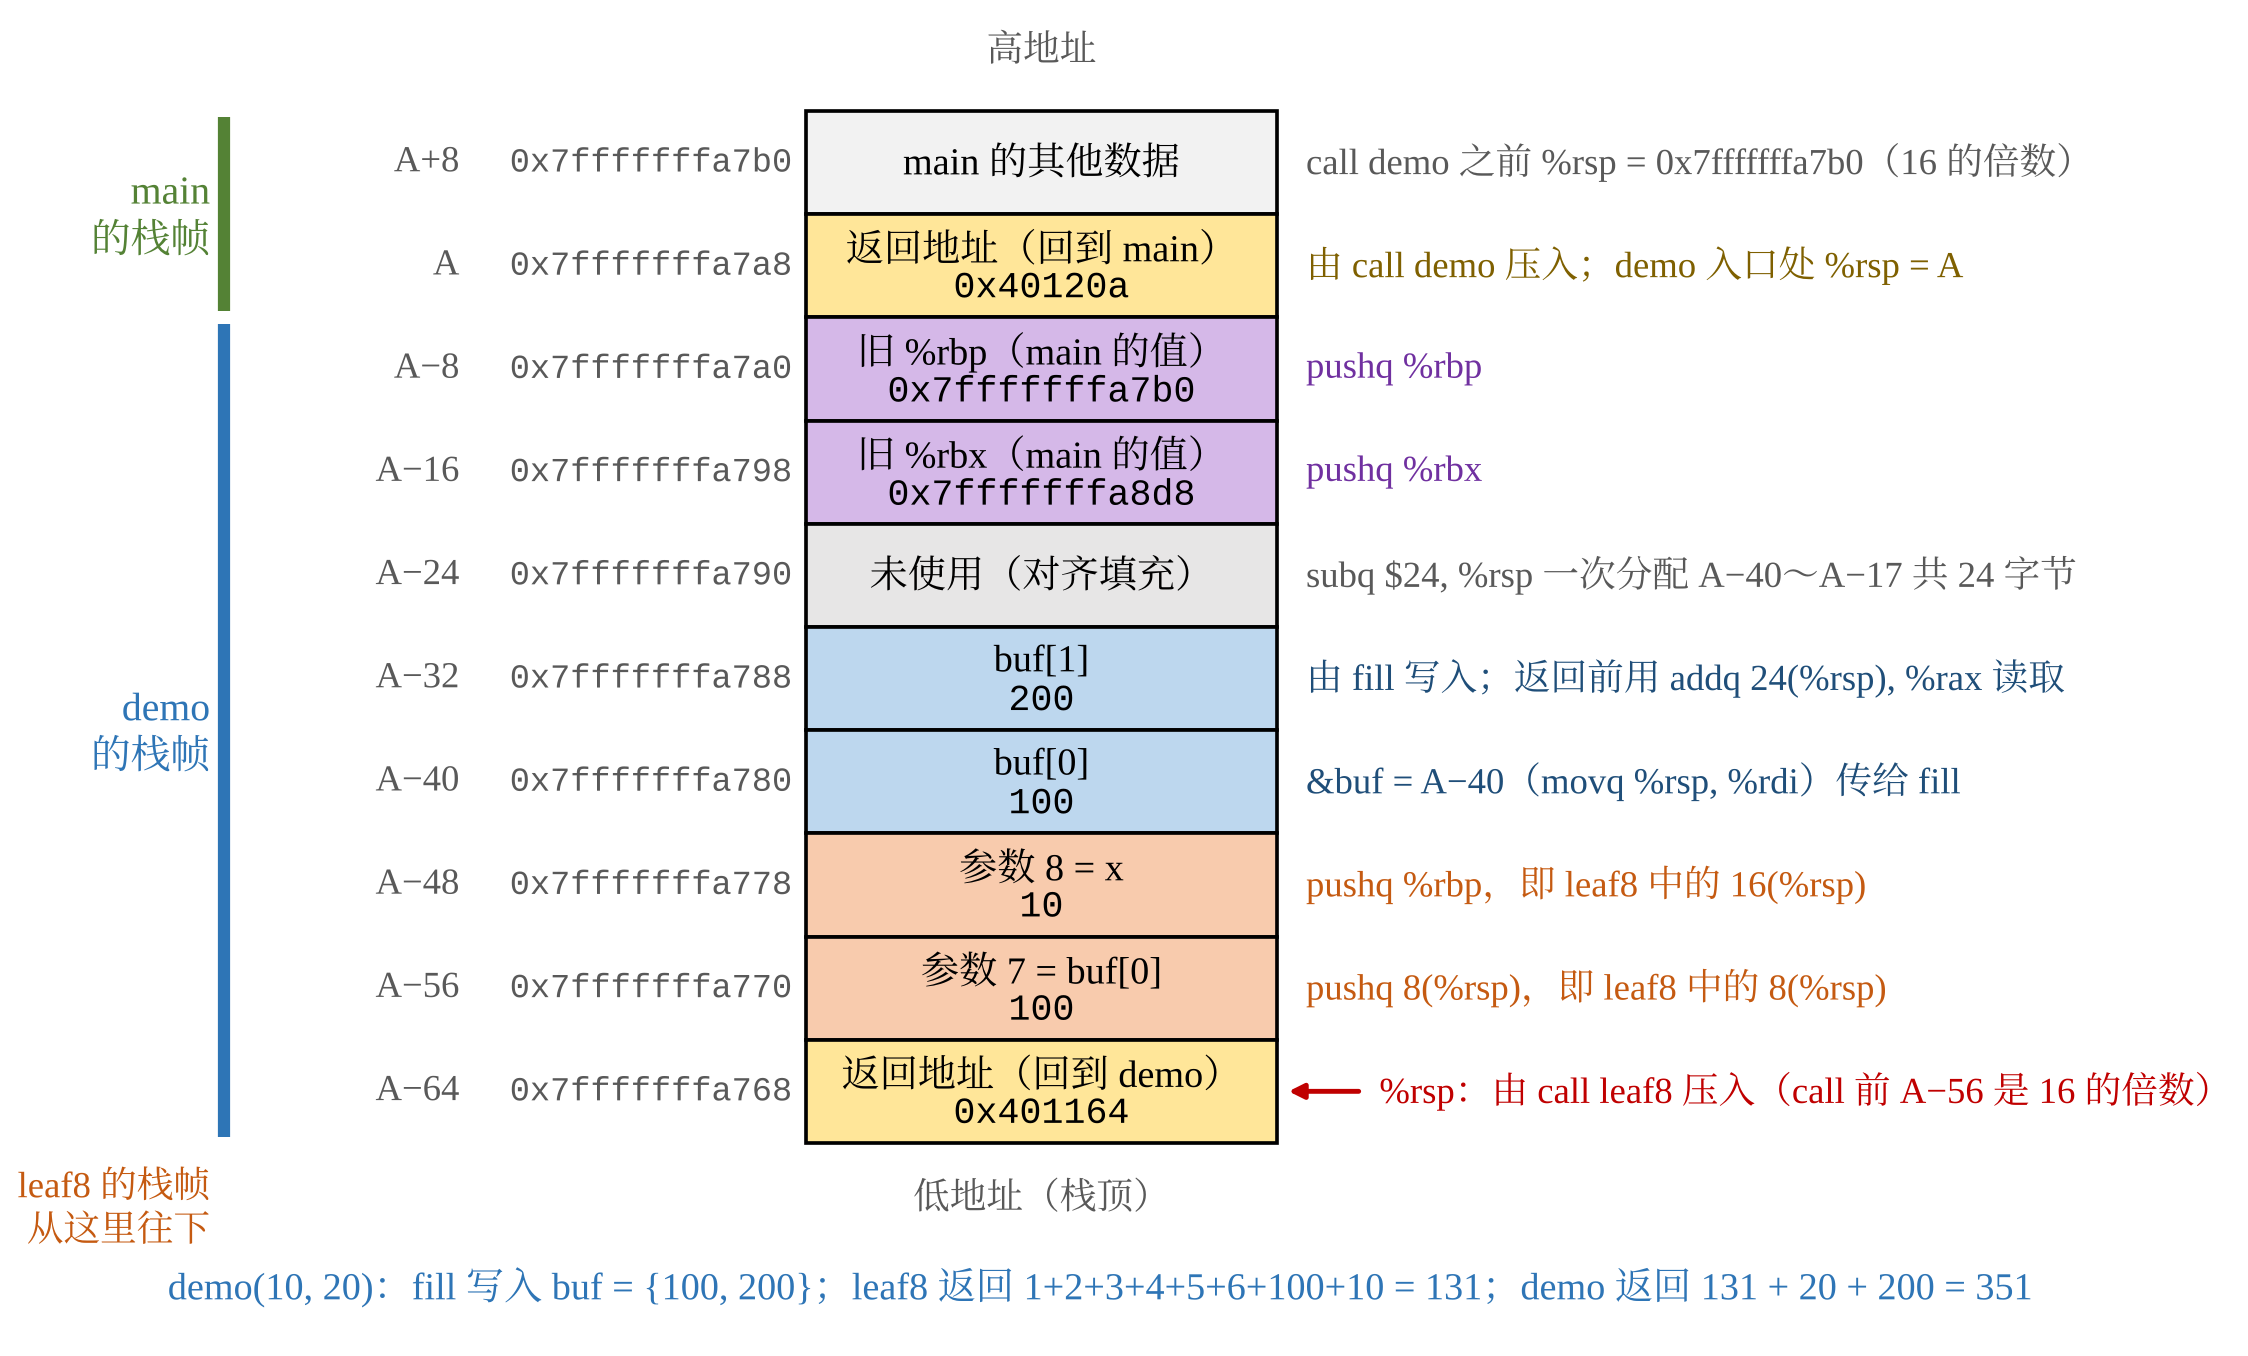 高地址
main
的栈帧
A+8 0x7fffffffa7b0 main 的其他数据 call demo 之前 %rsp = 0x7fffffffa7b0（16 的倍数）
A 0x7fffffffa7a8 返回地址（回到 main） 由 call demo 压入；demo 入口处 %rsp = A
0x40120a
demo
的栈帧
A−8 0x7fffffffa7a0 旧 %rbp（main 的值） pushq %rbp
0x7fffffffa7b0
A−16 0x7fffffffa798 旧 %rbx（main 的值） pushq %rbx
0x7fffffffa8d8
A−24 0x7fffffffa790 未使用（对齐填充） subq $24, %rsp 一次分配 A−40～A−17 共 24 字节
A−32 0x7fffffffa788 buf[1] 由 fill 写入；返回前用 addq 24(%rsp), %rax 读取
200
A−40 0x7fffffffa780 buf[0] &buf = A−40（movq %rsp, %rdi）传给 fill
100
A−48 0x7fffffffa778 参数 8 = x pushq %rbp，即 leaf8 中的 16(%rsp)
10
A−56 0x7fffffffa770 参数 7 = buf[0] pushq 8(%rsp)，即 leaf8 中的 8(%rsp)
100
A−64 0x7fffffffa768 返回地址（回到 demo） %rsp：由 call leaf8 压入（call 前 A−56 是 16 的倍数）
0x401164
leaf8 的栈帧
从这里往下
低地址（栈顶）
demo(10, 20)：fill 写入 buf = {100, 200}；leaf8 返回 1+2+3+4+5+6+100+10 = 131；demo 返回 131 + 20 + 200 = 351